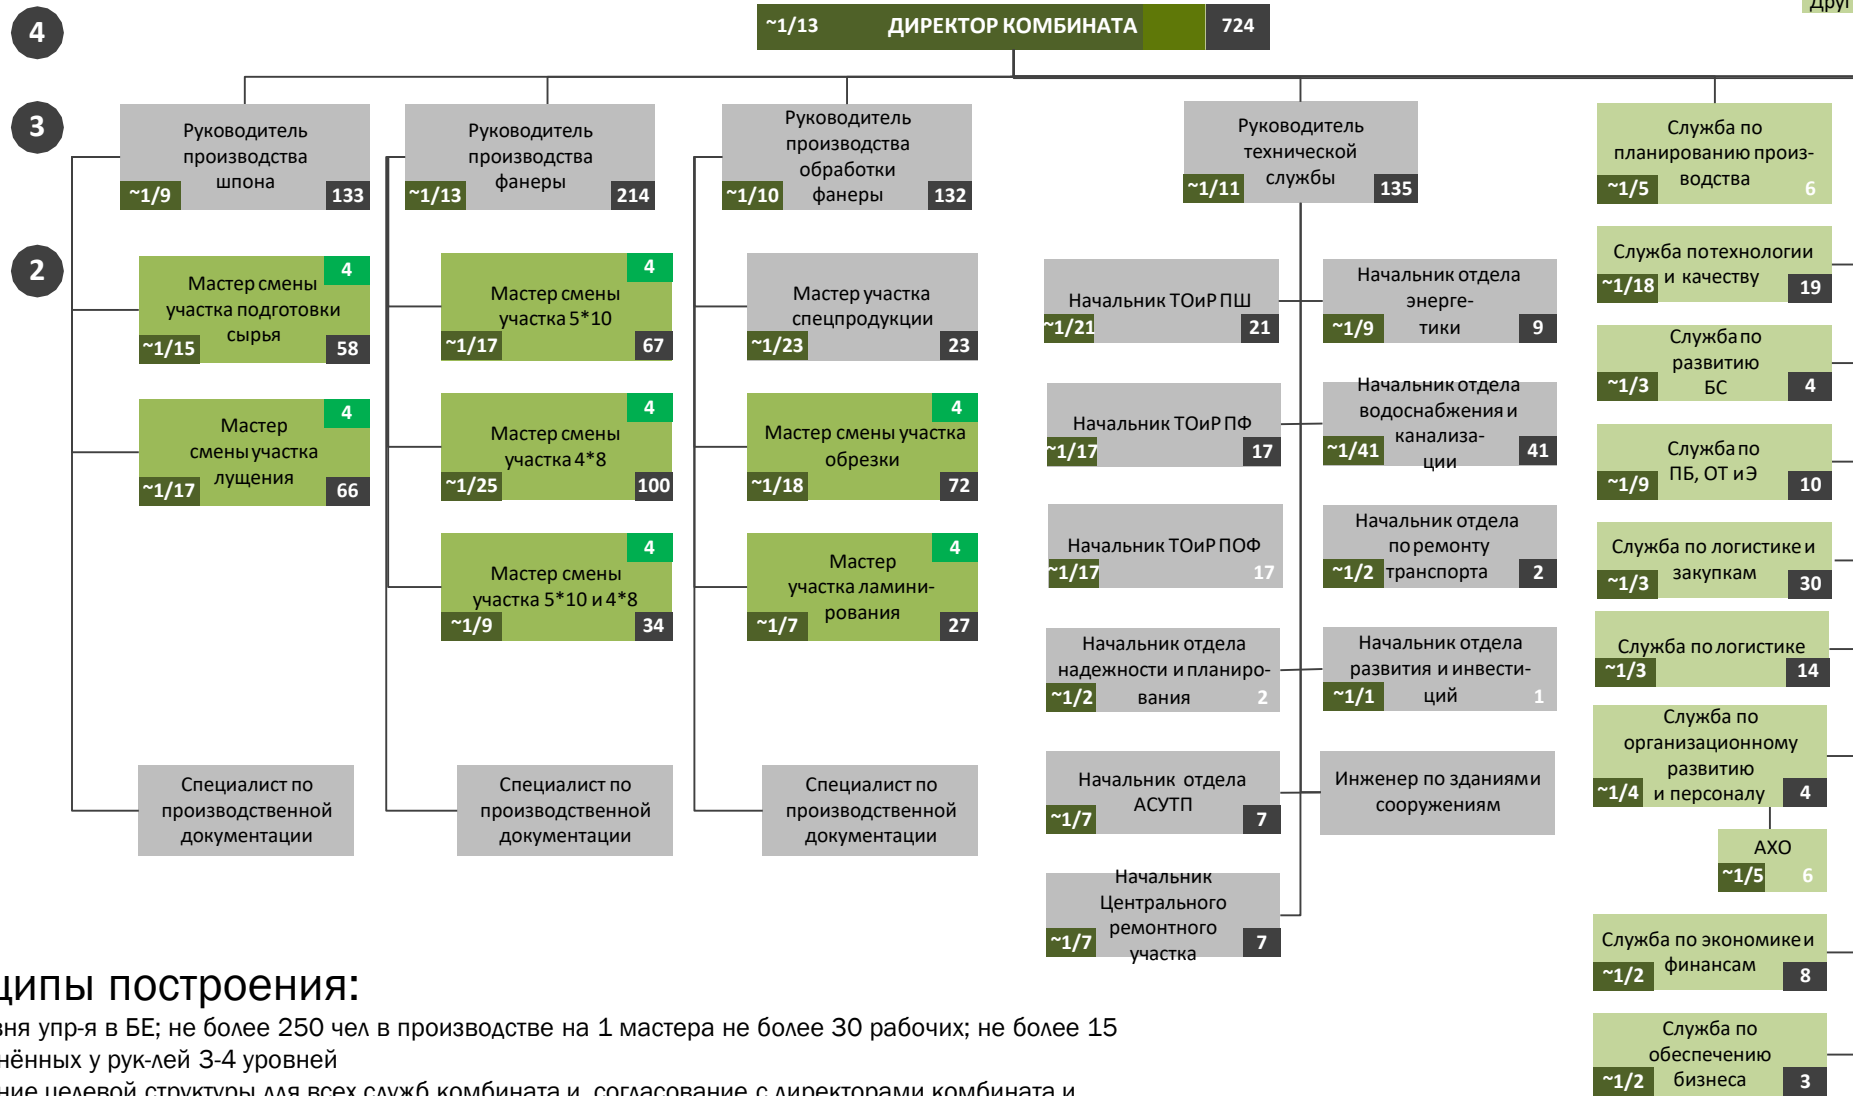 Друг
4
~1/13 ДИРЕКТОР КОМБИНАТА 724
3
Руководитель
производства
шпона
~1/9 133
Руководитель
производства
фанеры
~1/13 214
Руководитель
производства
обработки
фанеры
~1/10 132
Руководитель
технической
службы
~1/11 135
Служба по
планированию произ-
водства
~1/5 6
2
4
Мастер смены
участка подготовки
сырья
~1/15 58
4
Мастер
смены участка
лущения
~1/17 66
Специалист по
производственной
документации
4
Мастер смены
участка 5*10
~1/17 67
4
Мастер смены
участка 4*8
~1/25 100
4
Мастер смены
участка 5*10 и 4*8
~1/9 34
Специалист по
производственной
документации
Мастер участка
спецпродукции
~1/23 23
4
Мастер смены участка
обрезки
~1/18 72
4
Мастер
участка ламини-
рования
~1/7 27
Специалист по
производственной
документации
Начальник ТОиР ПШ
~1/21 21
Начальник ТОиР ПФ
~1/17 17
Начальник ТОиР ПОФ
~1/17 17
Начальник отдела
надежности и планиро-
вания
~1/2 2
Начальник отдела
АСУТП
~1/7 7
Начальник
Центрального
ремонтного
участка
~1/7 7
Начальник отдела
энерге-
тики
~1/9 9
Начальник отдела
водоснабжения и
канализа-
ции
~1/41 41
Начальник отдела
по ремонту
транспорта
~1/2 2
Начальник отдела
развития и инвести-
ций
~1/1 1
Инженер по зданиями
сооружениям
Служба потехнологии
и качеству
~1/18 19
Служба по
развитию
БС
~1/3 4
Служба по
ПБ, ОТ и Э
~1/9 10
Служба по логистике и
закупкам
~1/3 30
Служба по логистике
~1/3 14
Служба по
организационному
развитию
и персоналу
~1/4 4
АХО
~1/5 6
Служба по экономике и
финансам
~1/2 8
Служба по
обеспечению
бизнеса
~1/2 3
ципы построения:
вня упр-я в БЕ; не более 250 чел в производстве на 1 мастера не более 30 рабочих; не более 15
нённых у рук-лей 3-4 уровней
ние целевой структуры для всех служб комбината и согласование с директорами комбината и